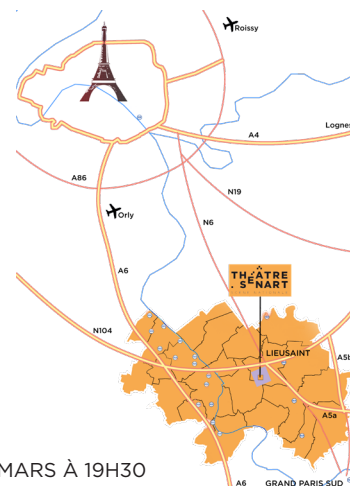 Roissy
A4
Lognes
A86
N19
Orly
N6
A6
THÉÂTRE
. SÉNART
N104
LIEUSAINT
A5b
A5a
MARS À 19H30
A6
GRAND PARIS SUD